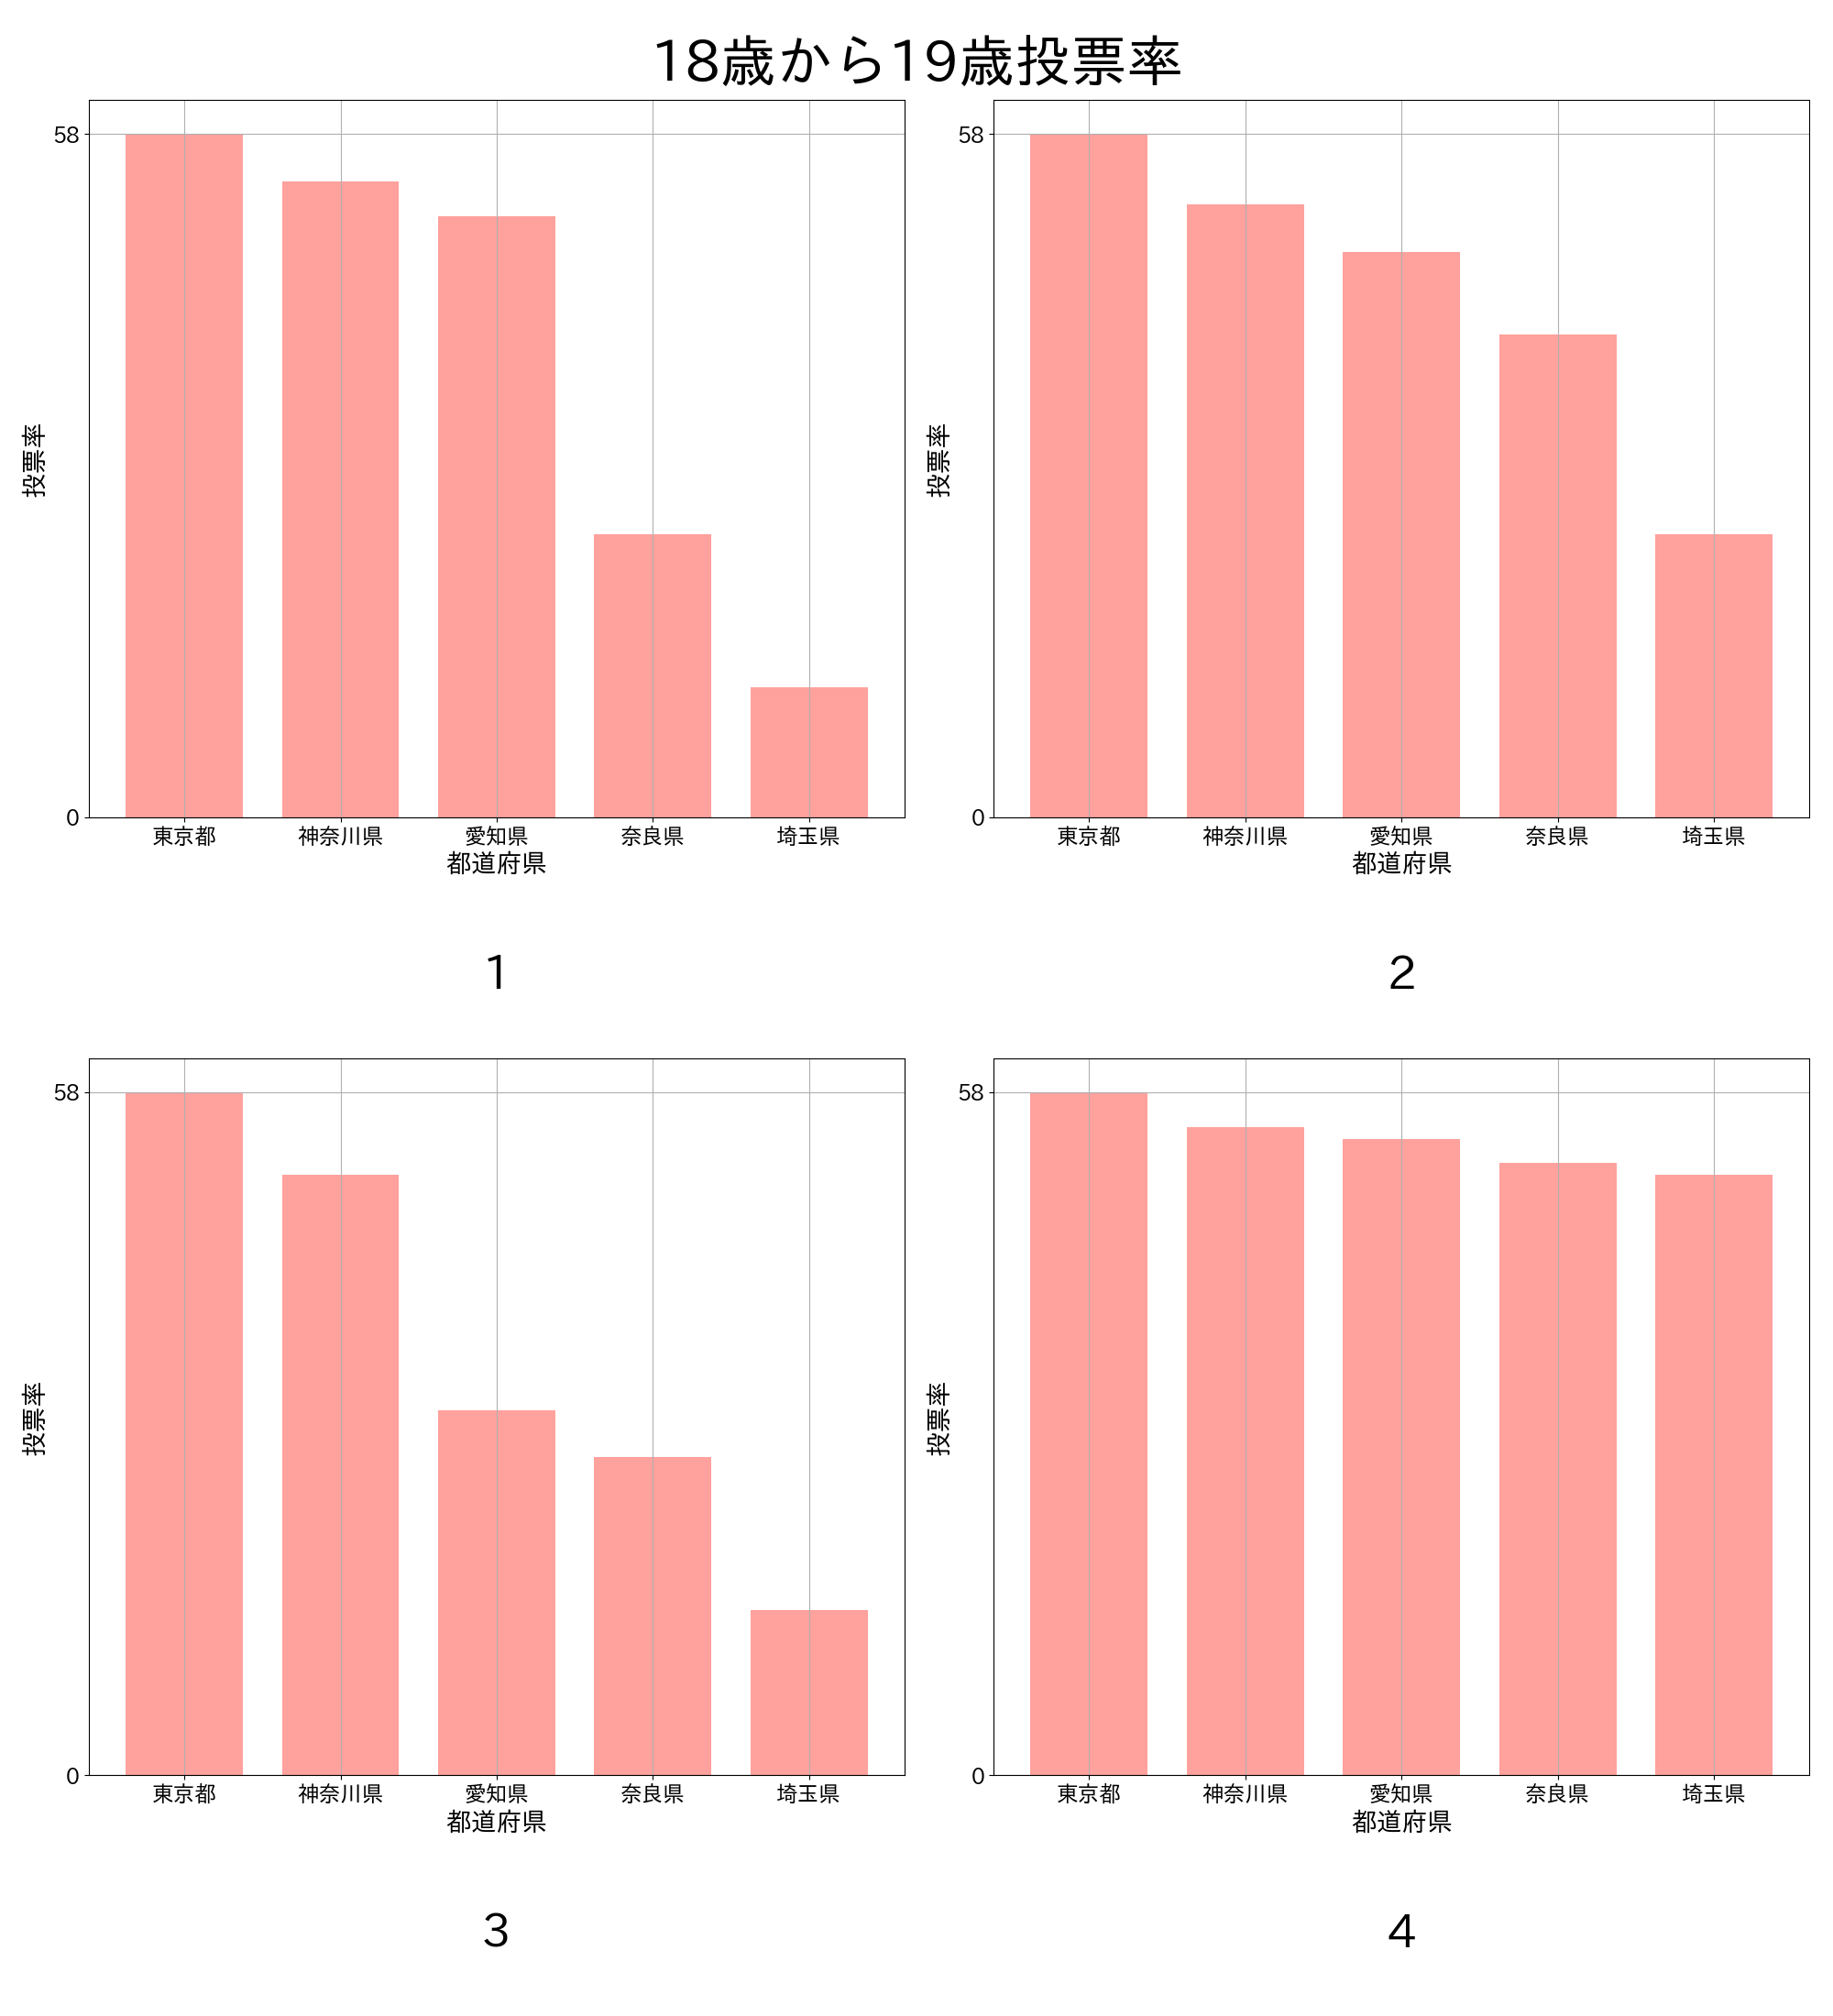 18歳から19歳投票率
58
0
投票率
東京都 神奈川県 愛知県 奈良県 埼玉県
都道府県
1
58
0
投票率
東京都 神奈川県 愛知県 奈良県 埼玉県
都道府県
2
58
0
投票率
東京都 神奈川県 愛知県 奈良県 埼玉県
都道府県
3
58
0
投票率
東京都 神奈川県 愛知県 奈良県 埼玉県
都道府県
4